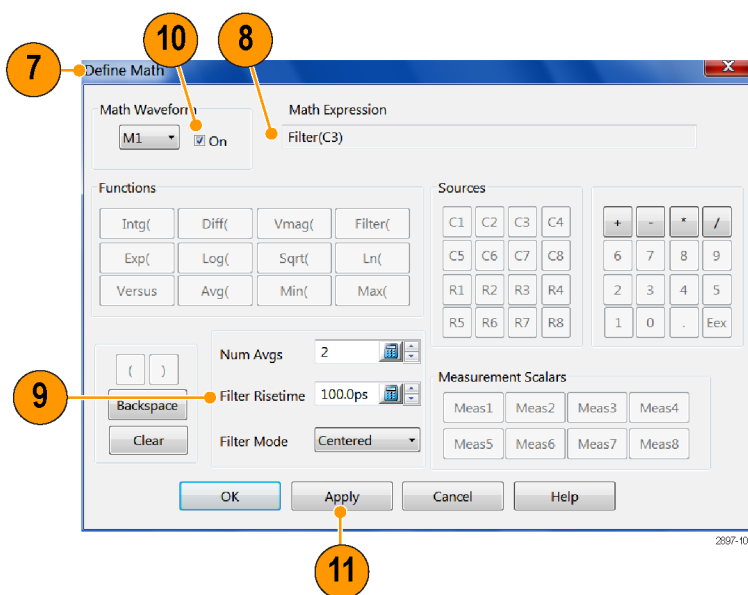 10
8
7
Define Math
X
Math Waveform
Math Expression
M1
On
Filter(C3)
Functions
Sources
Intg( Diff( Vmag( Filter(
C1 C2 C3 C4
+ - * /
Exp( Log( Sqrt( Ln(
C5 C6 C7 C8
6 7 8 9
Versus Avg( Min( Max(
R1 R2 R3 R4
2 3 4 5
R5 R6 R7 R8
1 0 . Eex
( )
Num Avgs 2
9
Backspace
Filter Risetime 100.0ps
Measurement Scalars
Meas1 Meas2 Meas3 Meas4
Clear
Filter Mode Centered
Meas5 Meas6 Meas7 Meas8
OK Apply Cancel Help
2897-10
11